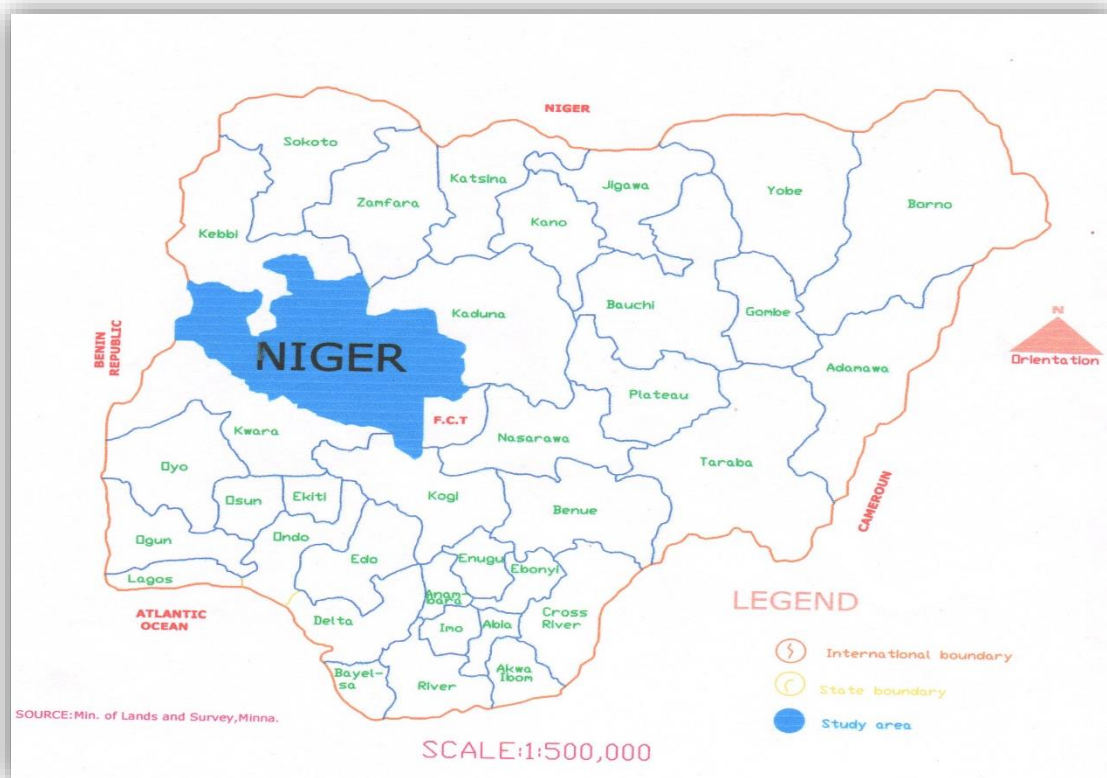 NIGER
Sokoto
Katsina
Jigawa
Yobe
Borno
Zamfara
Kano
Kebbi
Kaduna
Bauchi
Gombe
N
Orientation
BENIN
REPUBLIC
NIGER
Adamawa
Plateau
F.C.T
Kwara
Nasarawa
Taraba
Oyo
Kogi
Osun
Ekiti
Benue
CAMEROUN
Ogun
Ondo
Edo
Enugu
Ebonyi
Lagos
Anam-
bara
ATLANTIC
OCEAN
Delta
Imo
Abia
Cross
River
LEGEND
Bayel-
sa
River
Akwa
Ibom
International boundary
State boundary
Study area
SOURCE:Min. of Lands and Survey,Minna.
SCALE:1:500,000